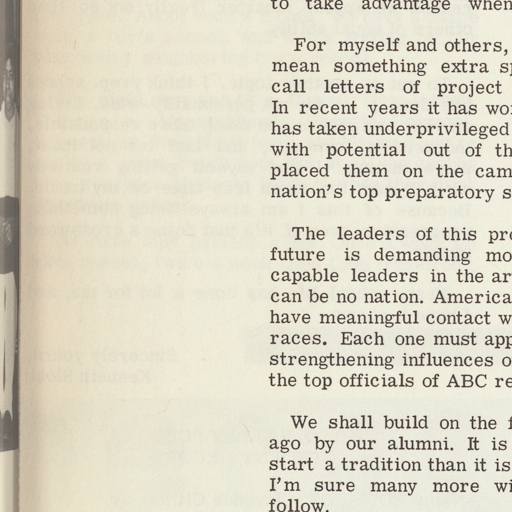 to take advantage when
For myself and others,
mean something extra sp
call letters of project
In recent years it has wo
has taken underprivileged
with potential out of th
placed them on the cam
nation's top preparatory s
The leaders of this pro
future is demanding mo
capable leaders in the ar
can be no nation. America
have meaningful contact w
races. Each one must app
strengthening influences o
the top officials of ABC re
We shall build on the f
ago by our alumni. It is
start a tradition than it is
I'm sure many more wi
follow.